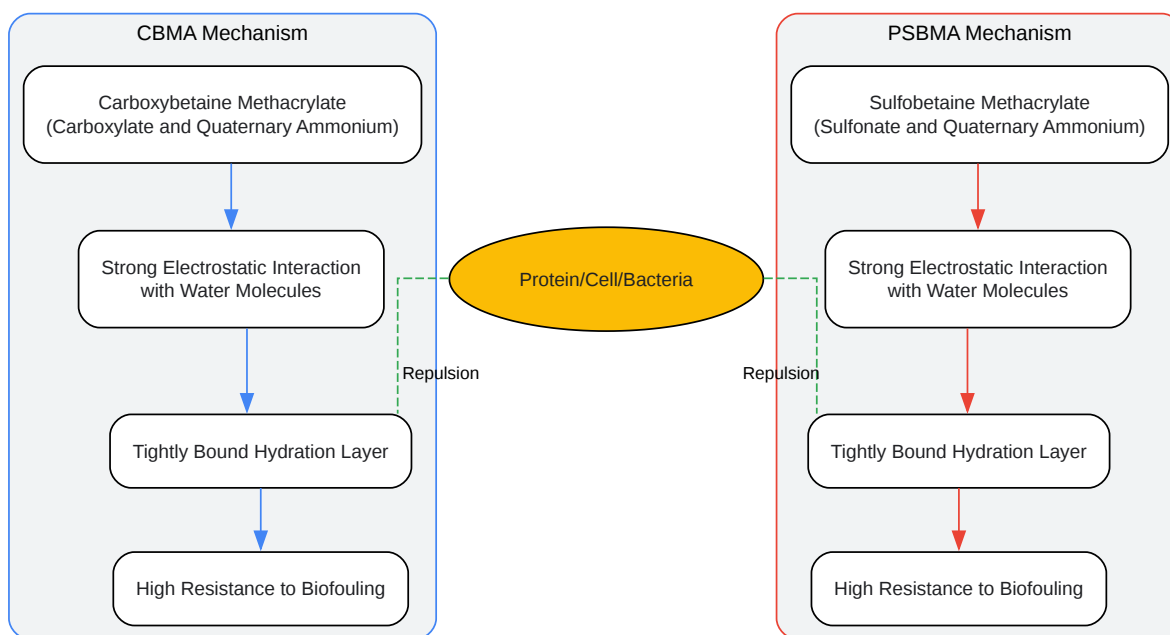 CBMA Mechanism
Carboxybetaine Methacrylate
(Carboxylate and Quaternary Ammonium)
Strong Electrostatic Interaction
with Water Molecules
Tightly Bound Hydration Layer
High Resistance to Biofouling
Protein/Cell/Bacteria
Repulsion
Repulsion
PSBMA Mechanism
Sulfobetaine Methacrylate
(Sulfonate and Quaternary Ammonium)
Strong Electrostatic Interaction
with Water Molecules
Tightly Bound Hydration Layer
High Resistance to Biofouling